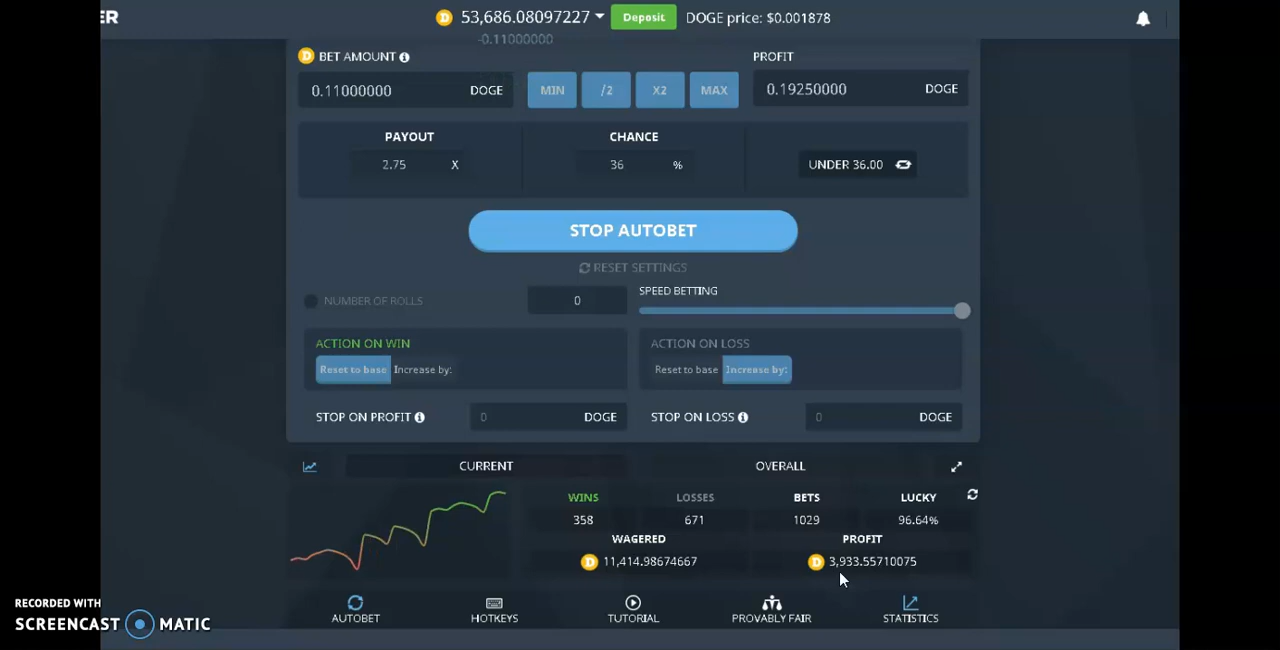 ER 53,686.08097227 Deposit DOGE price: $0.001878
-0.11000000
BET AMOUNT PROFIT
0.11000000 DOGE MIN /2 X2 MAX 0.19250000 DOGE
PAYOUT CHANCE
2.75 X 36 % UNDER 36.00
STOP AUTOBET
RESET SETTINGS
NUMBER OF ROLLS 0 SPEED BETTING
ACTION ON WIN ACTION ON LOSS
Reset to base Increase by: Reset to base Increase by:
STOP ON PROFIT 0 DOGE STOP ON LOSS 0 DOGE
CURRENT OVERALL
WINS LOSSES BETS LUCKY
358 671 1029 96.64%
WAGERED PROFIT
11,414.98674667 3,933.55710075
AUTOBET HOTKEYS TUTORIAL PROVABLY FAIR STATISTICS
RECORDED WITH
SCREENCAST MATIC